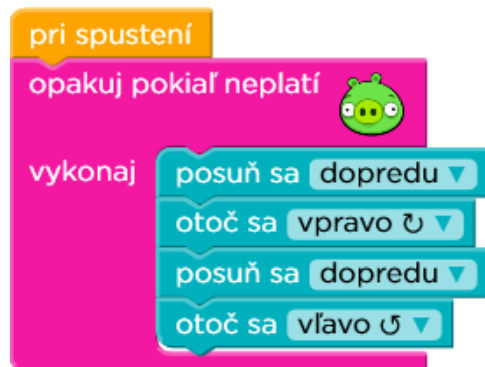 pri spustení
opakuj pokiaľ neplatí
vykonaj
posuň sa dopredu
otoč sa vpravo ↻
posuň sa dopredu
otoč sa vľavo ↺